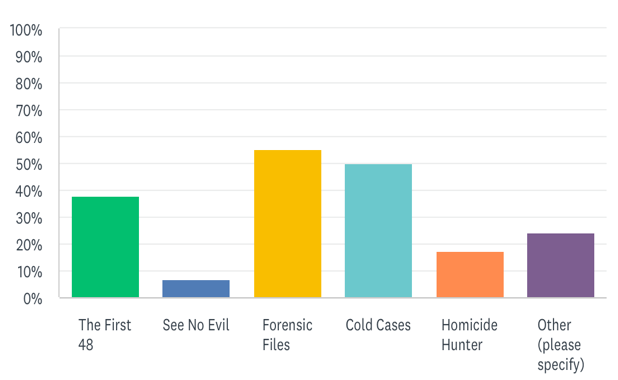 100%
90%
80%
70%
60%
50%
40%
30%
20%
10%
0%
The First
48
See No Evil
Forensic
Files
Cold Cases
Homicide
Hunter
Other
(please
specify)